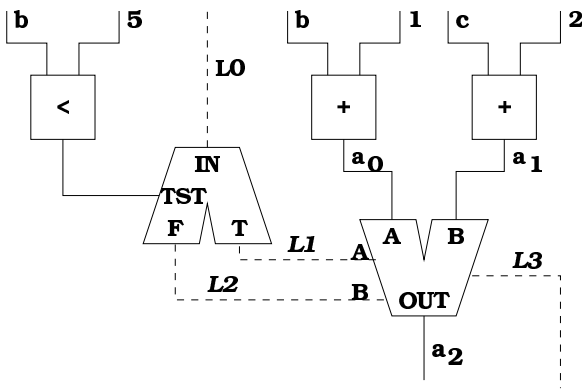 b 5 b 1 c 2
L0
< + +
a0 a1
IN
TST
F T A B
L1 A L3
L2 B OUT
a2